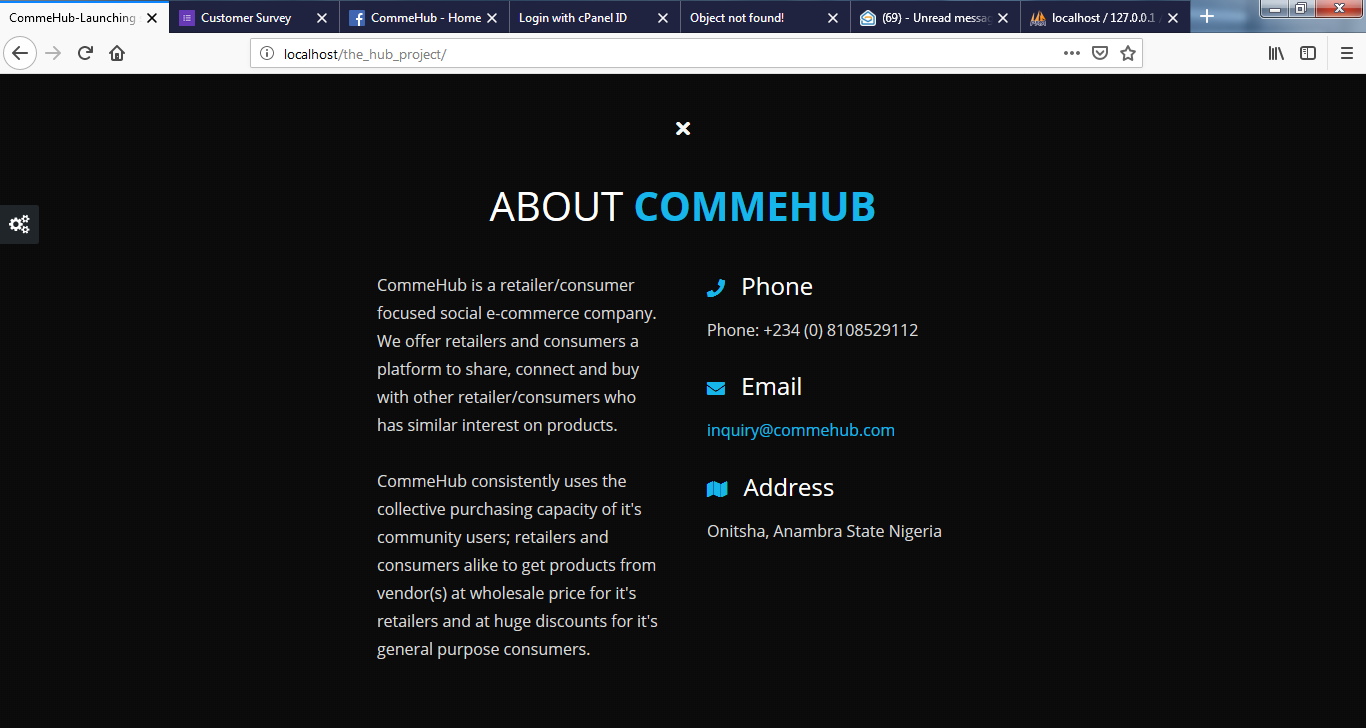 CommeHub-Launching
Customer Survey
CommeHub - Home
Login with cPanel ID
Object not found!
(69) - Unread messag
localhost / 127.0.0.1 /
localhost/the_hub_project/
ABOUT COMMEHUB
CommeHub is a retailer/consumer
focused social e-commerce company.
We offer retailers and consumers a
platform to share, connect and buy
with other retailer/consumers who
has similar interest on products.
CommeHub consistently uses the
collective purchasing capacity of it's
community users; retailers and
consumers alike to get products from
vendor(s) at wholesale price for it's
retailers and at huge discounts for it's
general purpose consumers.
Phone
Phone: +234 (0) 8108529112
Email
inquiry@commehub.com
Address
Onitsha, Anambra State Nigeria